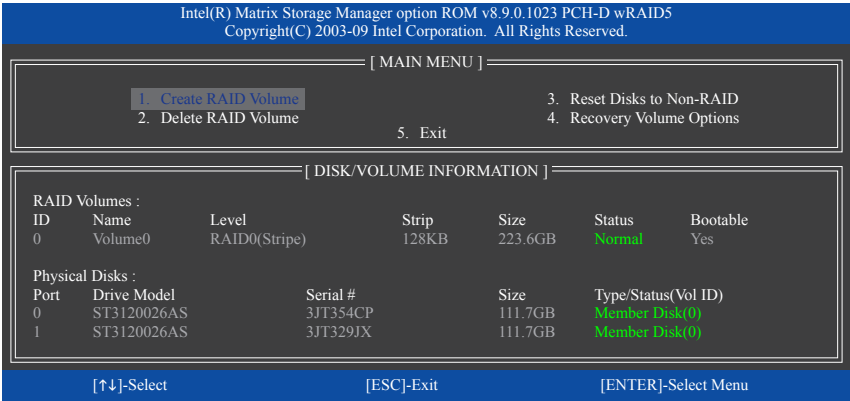 Intel(R) Matrix Storage Manager option ROM v8.9.0.1023 PCH-D wRAID5
Copyright(C) 2003-09 Intel Corporation. All Rights Reserved.
[ MAIN MENU ]
1. Create RAID Volume 3. Reset Disks to Non-RAID
2. Delete RAID Volume 4. Recovery Volume Options
5. Exit
[ DISK/VOLUME INFORMATION ]
RAID Volumes :
ID Name Level Strip Size Status Bootable
0 Volume0 RAID0(Stripe) 128KB 223.6GB Normal Yes
Physical Disks :
Port Drive Model Serial # Size Type/Status(Vol ID)
0 ST3120026AS 3JT354CP 111.7GB Member Disk(0)
1 ST3120026AS 3JT329JX 111.7GB Member Disk(0)
[↑↓]-Select [ESC]-Exit [ENTER]-Select Menu